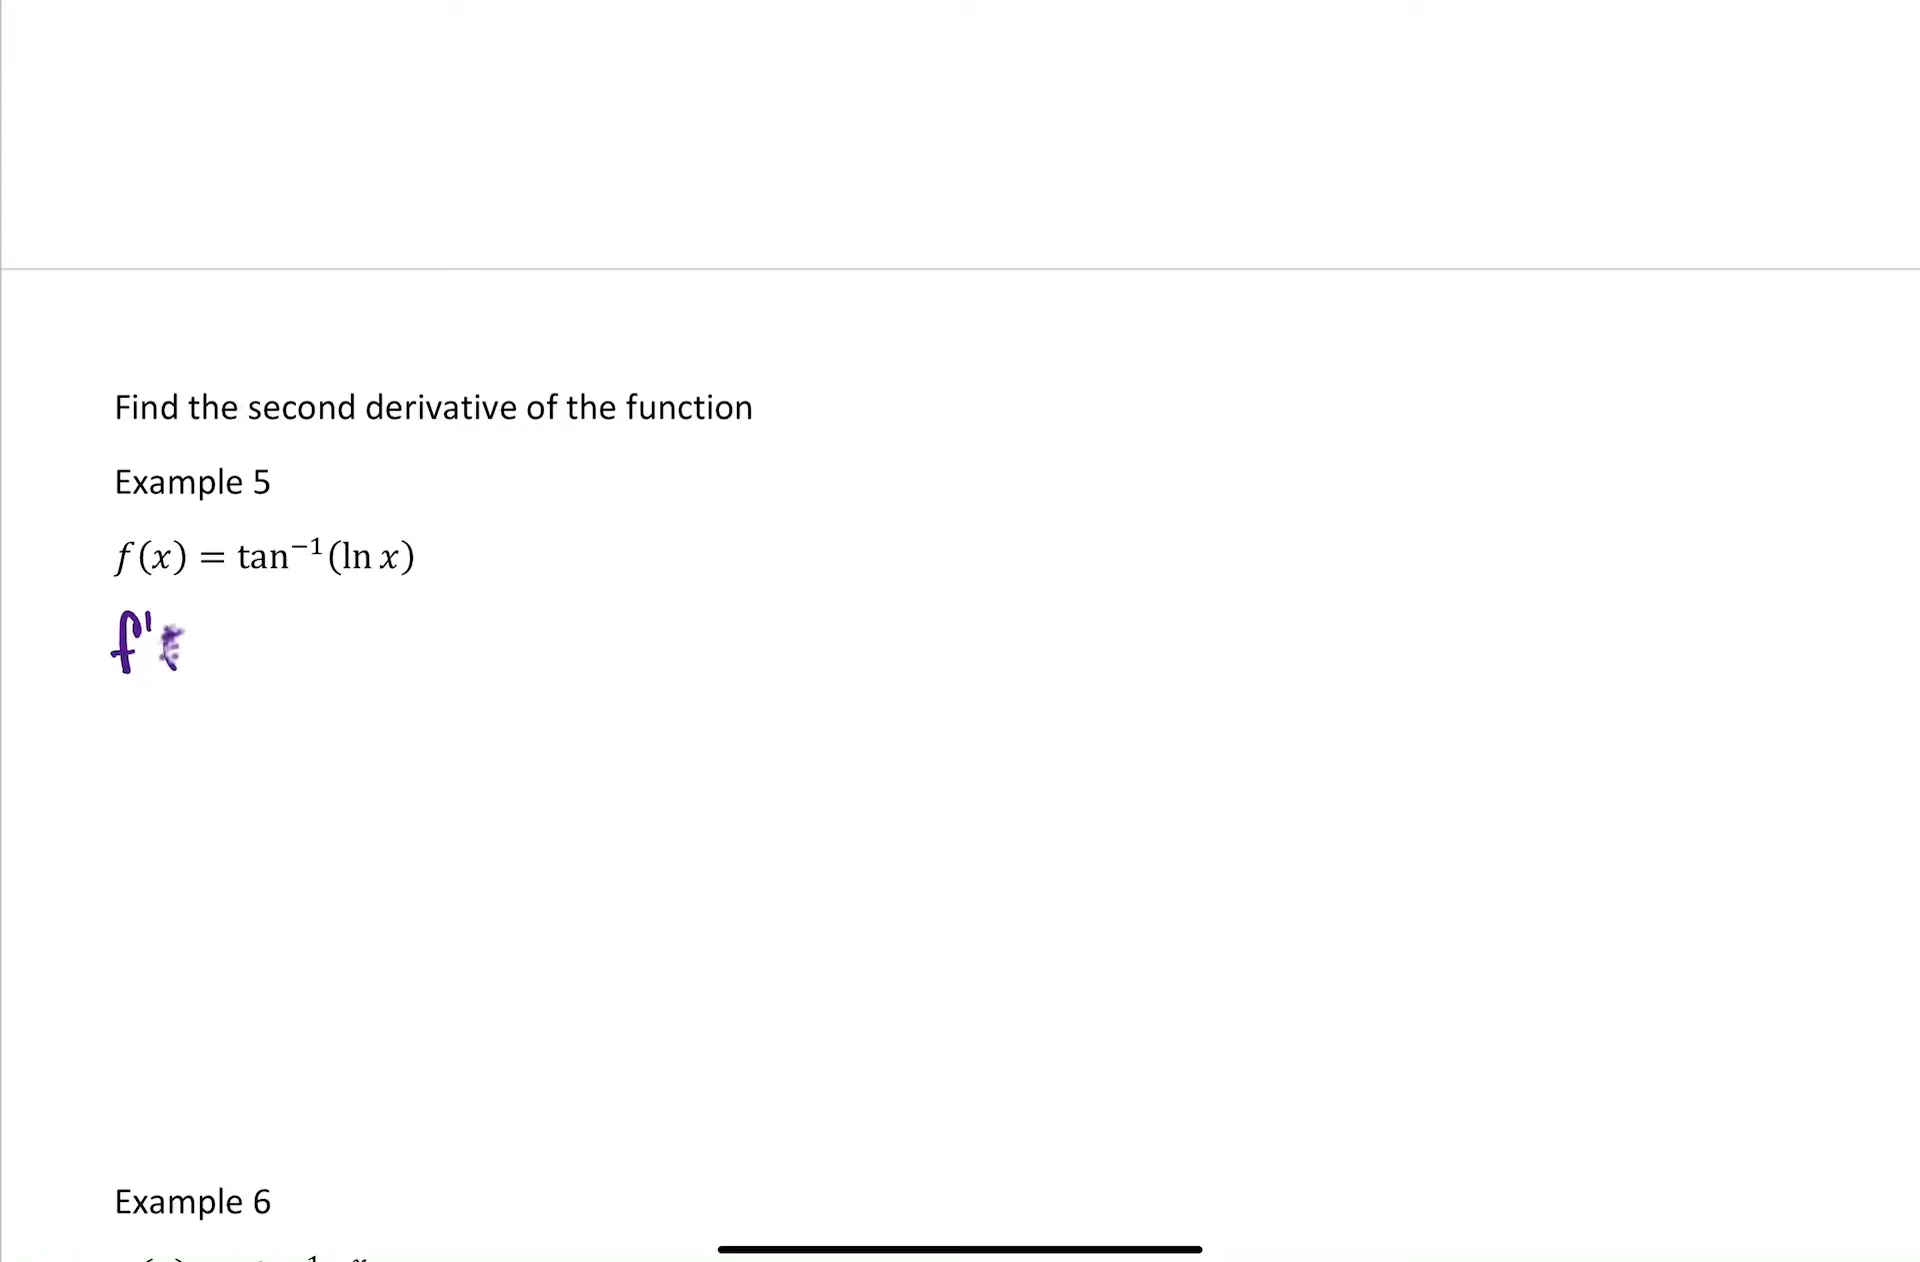 Find the second derivative of the function
Example 5
f(x) = tan⁻¹(ln x)
f'(
Example 6